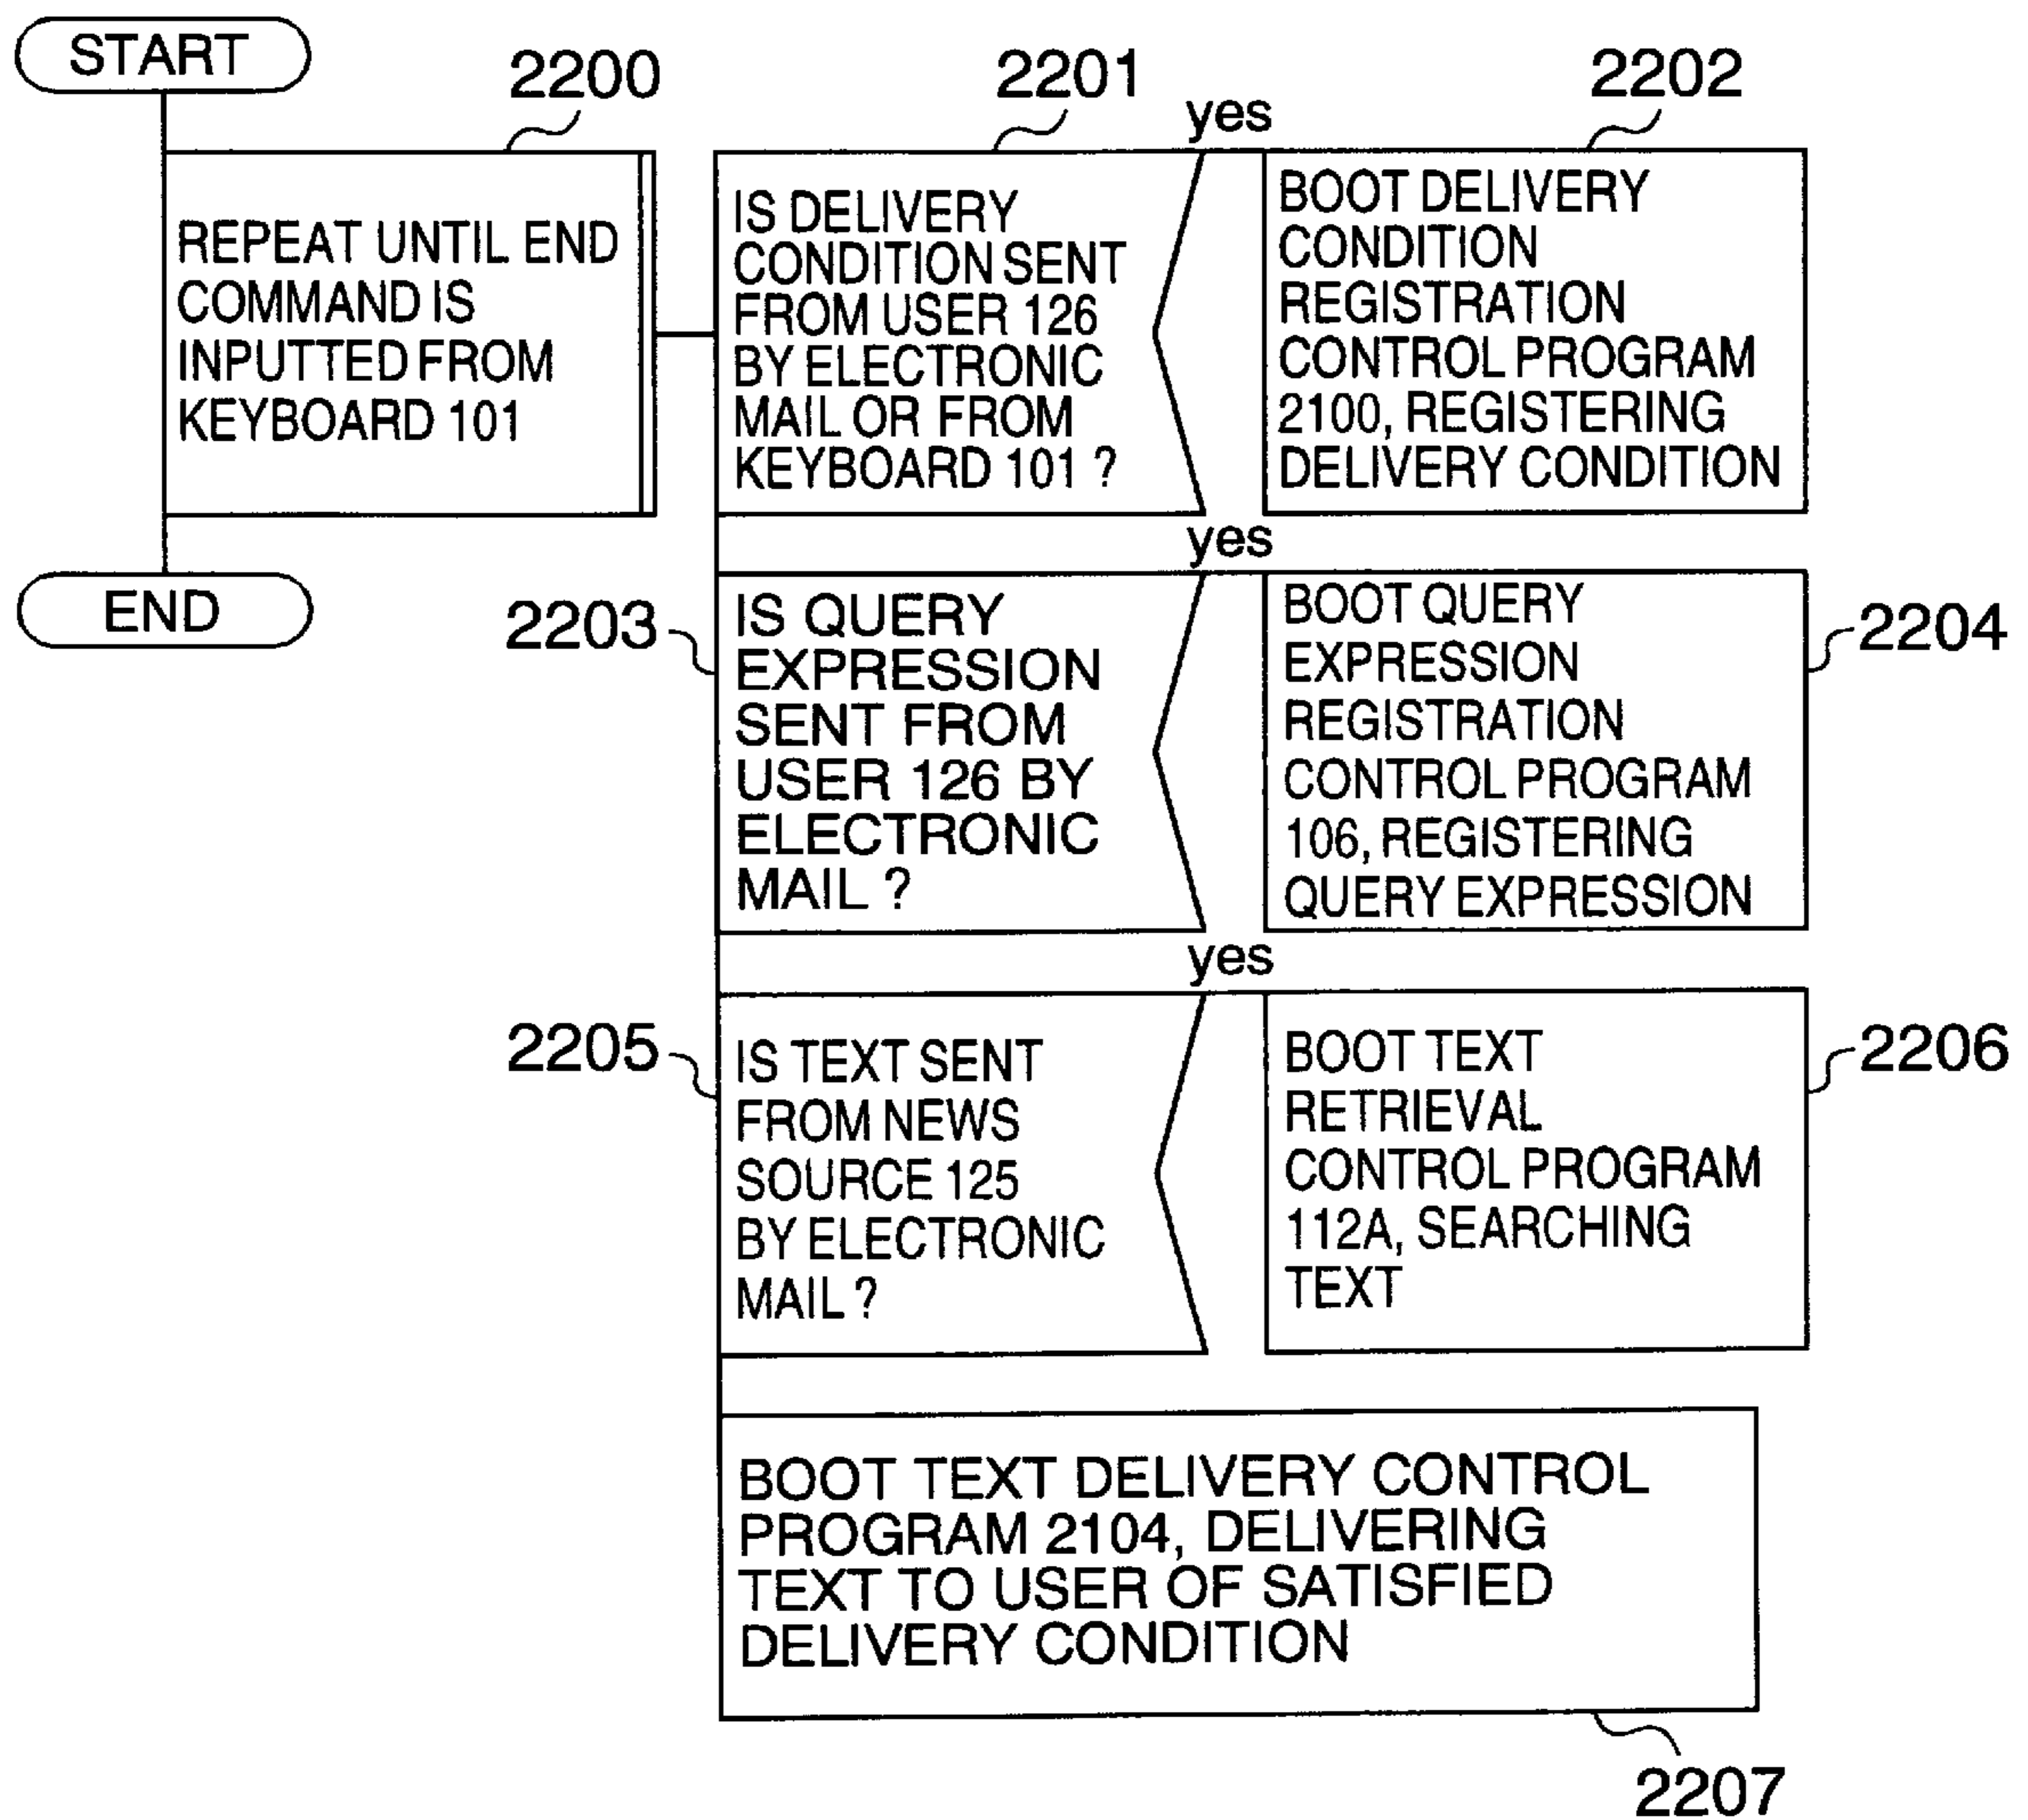 START
2200
REPEAT UNTIL END
COMMAND IS
INPUTTED FROM
KEYBOARD 101
END
2201
IS DELIVERY
CONDITION SENT
FROM USER 126
BY ELECTRONIC
MAIL OR FROM
KEYBOARD 101 ?
yes
2202
BOOT DELIVERY
CONDITION
REGISTRATION
CONTROL PROGRAM
2100, REGISTERING
DELIVERY CONDITION
2203
IS QUERY
EXPRESSION
SENT FROM
USER 126 BY
ELECTRONIC
MAIL ?
yes
2204
BOOT QUERY
EXPRESSION
REGISTRATION
CONTROL PROGRAM
106, REGISTERING
QUERY EXPRESSION
2205
IS TEXT SENT
FROM NEWS
SOURCE 125
BY ELECTRONIC
MAIL ?
yes
2206
BOOT TEXT
RETRIEVAL
CONTROL PROGRAM
112A, SEARCHING
TEXT
BOOT TEXT DELIVERY CONTROL
PROGRAM 2104, DELIVERING
TEXT TO USER OF SATISFIED
DELIVERY CONDITION
2207